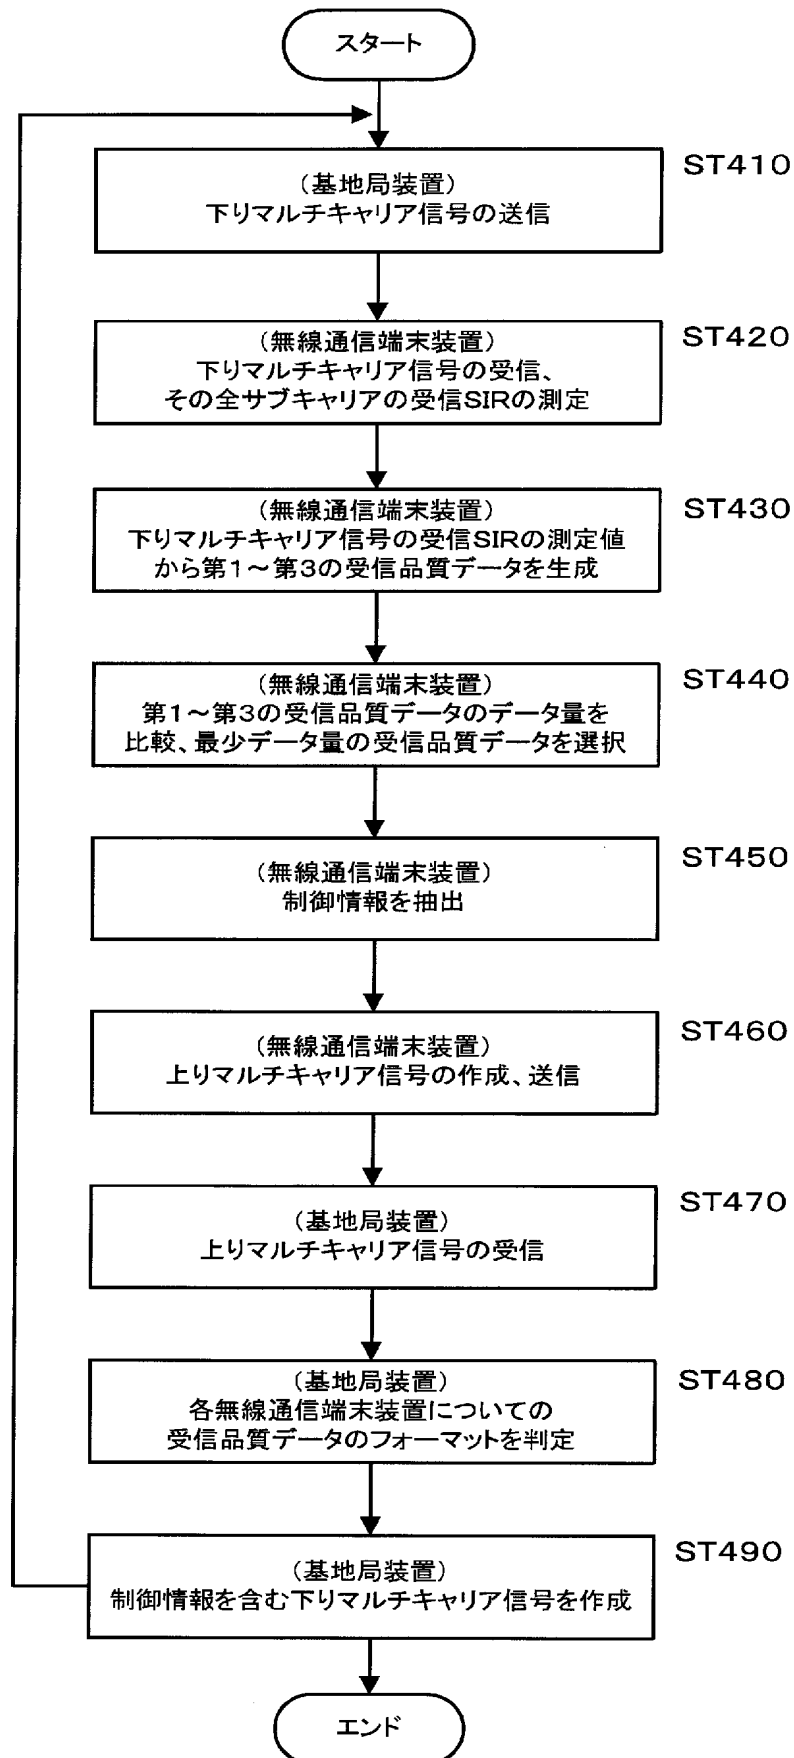 スタート
ST410
(基地局装置)
下りマルチキャリア信号の送信
ST420
(無線通信端末装置)
下りマルチキャリア信号の受信、
その全サブキャリアの受信SIRの測定
ST430
(無線通信端末装置)
下りマルチキャリア信号の受信SIRの測定値
から第1~第3の受信品質データを生成
ST440
(無線通信端末装置)
第1~第3の受信品質データのデータ量を
比較、最少データ量の受信品質データを選択
ST450
(無線通信端末装置)
制御情報を抽出
ST460
(無線通信端末装置)
上りマルチキャリア信号の作成、送信
ST470
(基地局装置)
上りマルチキャリア信号の受信
ST480
(基地局装置)
各無線通信端末装置についての
受信品質データのフォーマットを判定
ST490
(基地局装置)
制御情報を含む下りマルチキャリア信号を作成
エンド